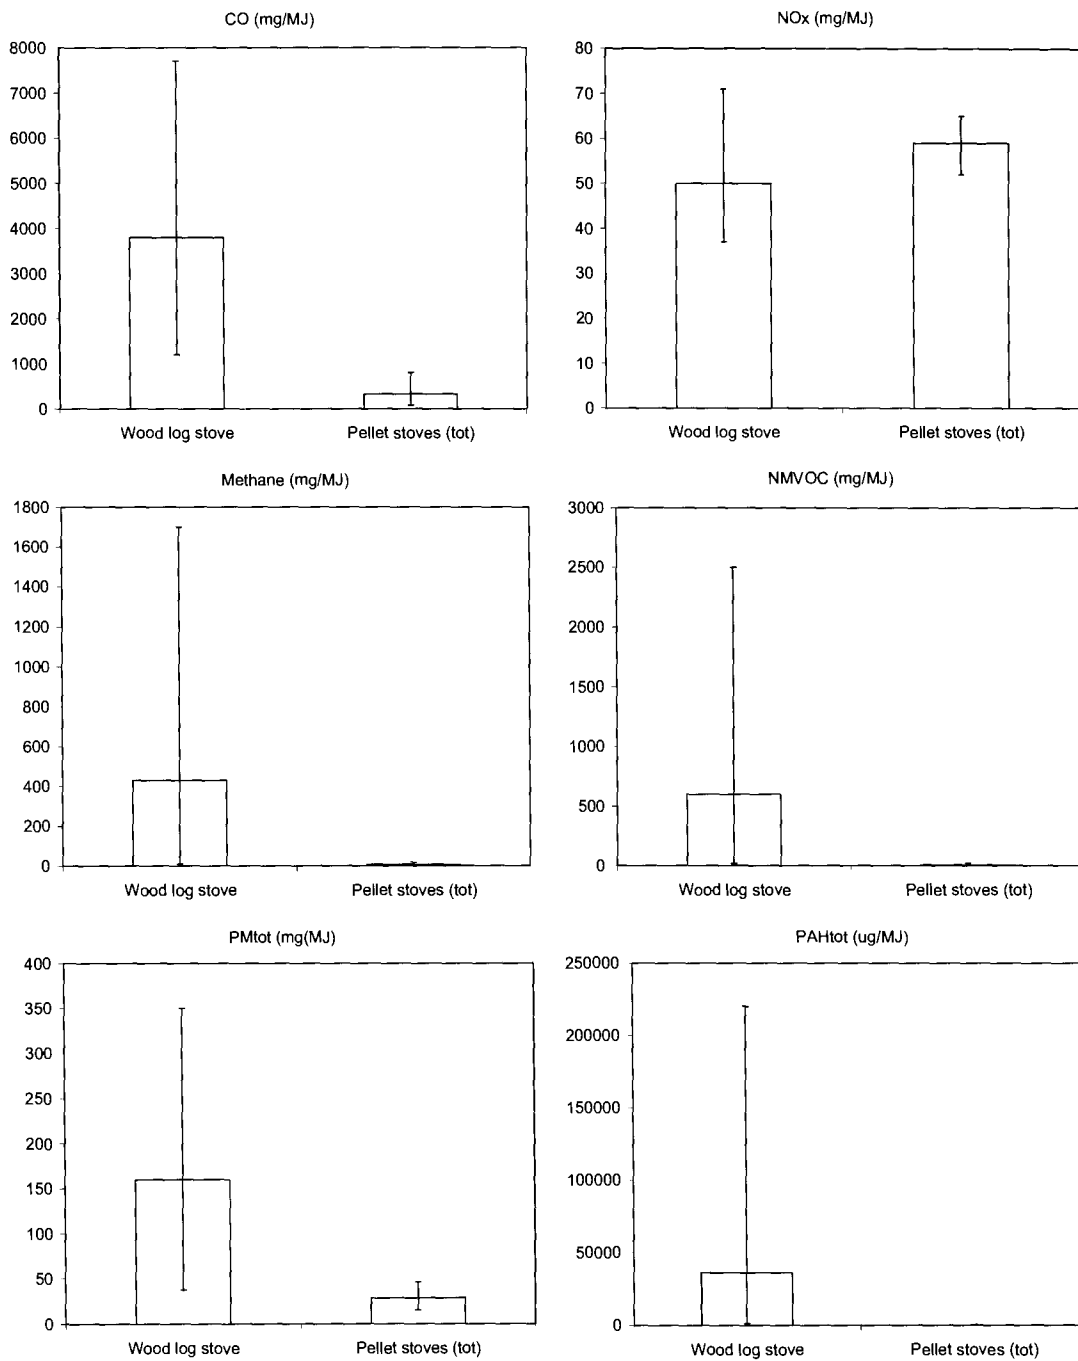 CO (mg/MJ)
8000
7000
6000
5000
4000
3000
2000
1000
0
Wood log stove
Pellet stoves (tot)
NOx (mg/MJ)
80
70
60
50
40
30
20
10
0
Wood log stove
Pellet stoves (tot)
Methane (mg/MJ)
1800
1600
1400
1200
1000
800
600
400
200
0
Wood log stove
Pellet stoves (tot)
NMVOC (mg/MJ)
3000
2500
2000
1500
1000
500
0
Wood log stove
Pellet stoves (tot)
PMtot (mg(MJ)
400
350
300
250
200
150
100
50
0
Wood log stove
Pellet stoves (tot)
PAHtot (ug/MJ)
250000
200000
150000
100000
50000
0
Wood log stove
Pellet stoves (tot)